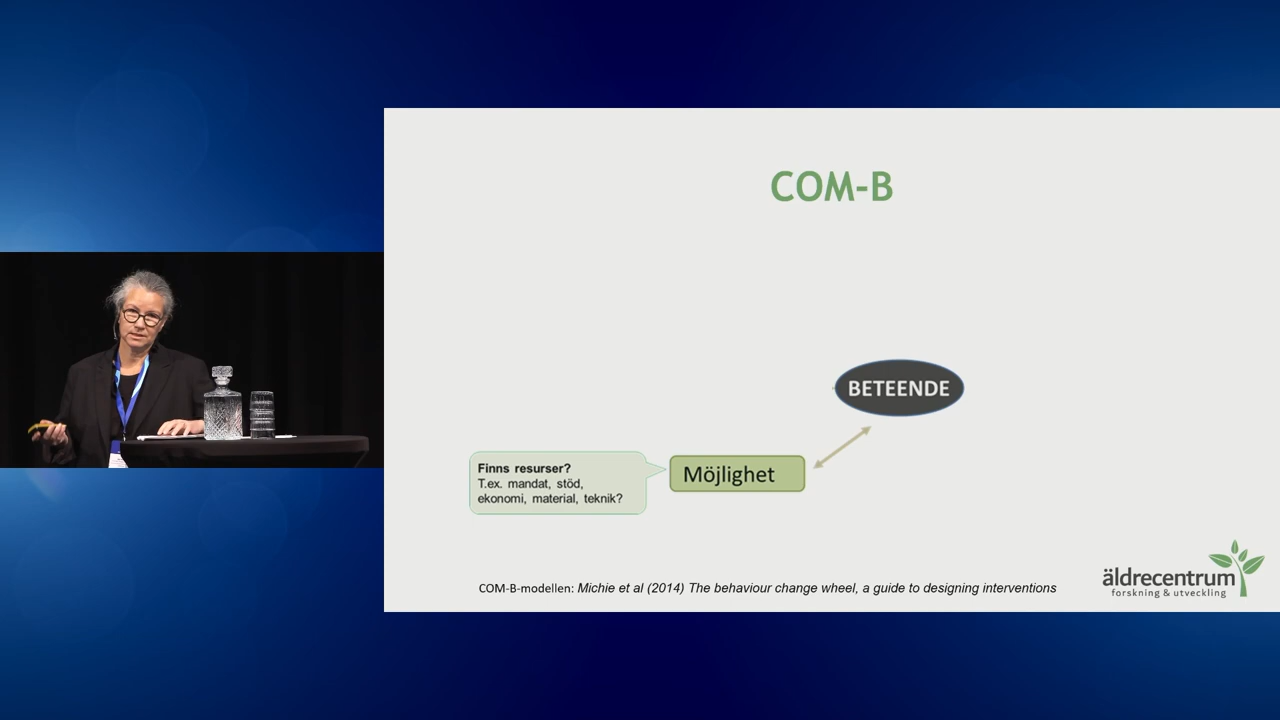 COM-B
BETEENDE
Finns resurser?
T.ex. mandat, stöd,
ekonomi, material, teknik?
Möjlighet
COM-B-modellen: Michie et al (2014) The behaviour change wheel, a guide to designing interventions
äldrecentrum
forskning & utveckling